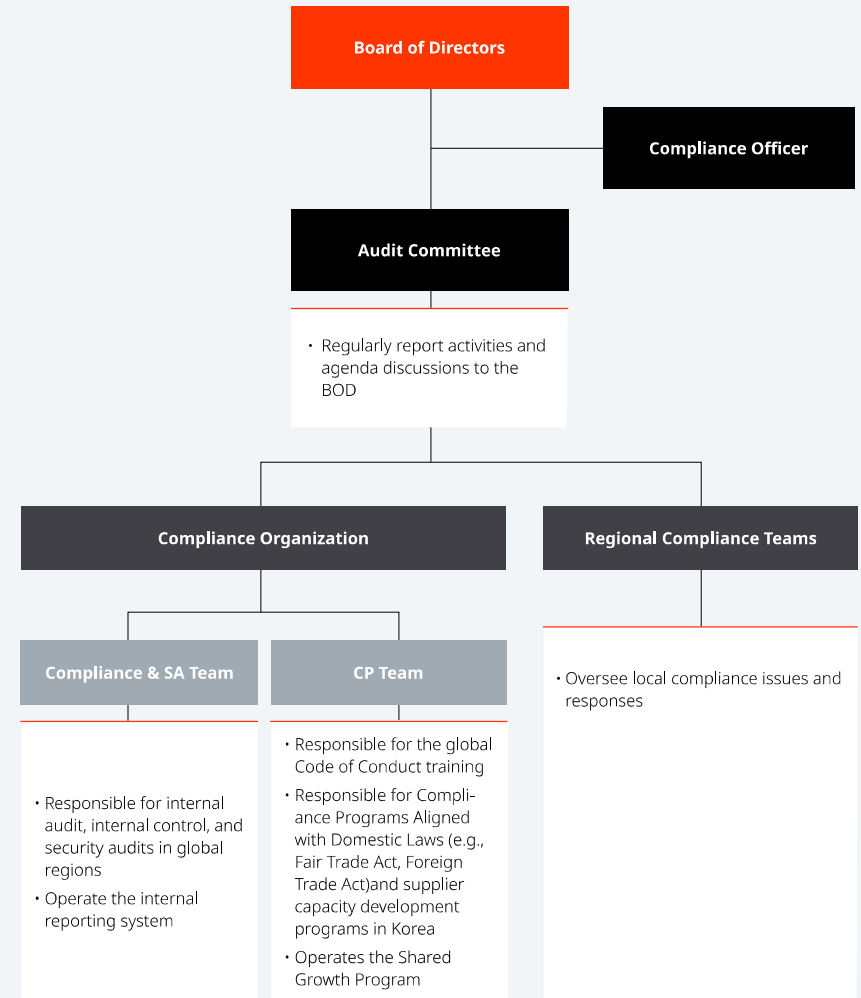 Board of Directors
Compliance Officer
Audit Committee
• Regularly report activities and
agenda discussions to the
BOD
Compliance Organization
Regional Compliance Teams
Compliance & SA Team
CP Team
• Responsible for internal
audit, internal control, and
security audits in global
regions
• Operate the internal
reporting system
• Responsible for the global
Code of Conduct training
• Responsible for Compli-
ance Programs Aligned
with Domestic Laws (e.g.,
Fair Trade Act, Foreign
Trade Act)and supplier
capacity development
programs in Korea
• Operates the Shared
Growth Program
• Oversee local compliance issues and
responses